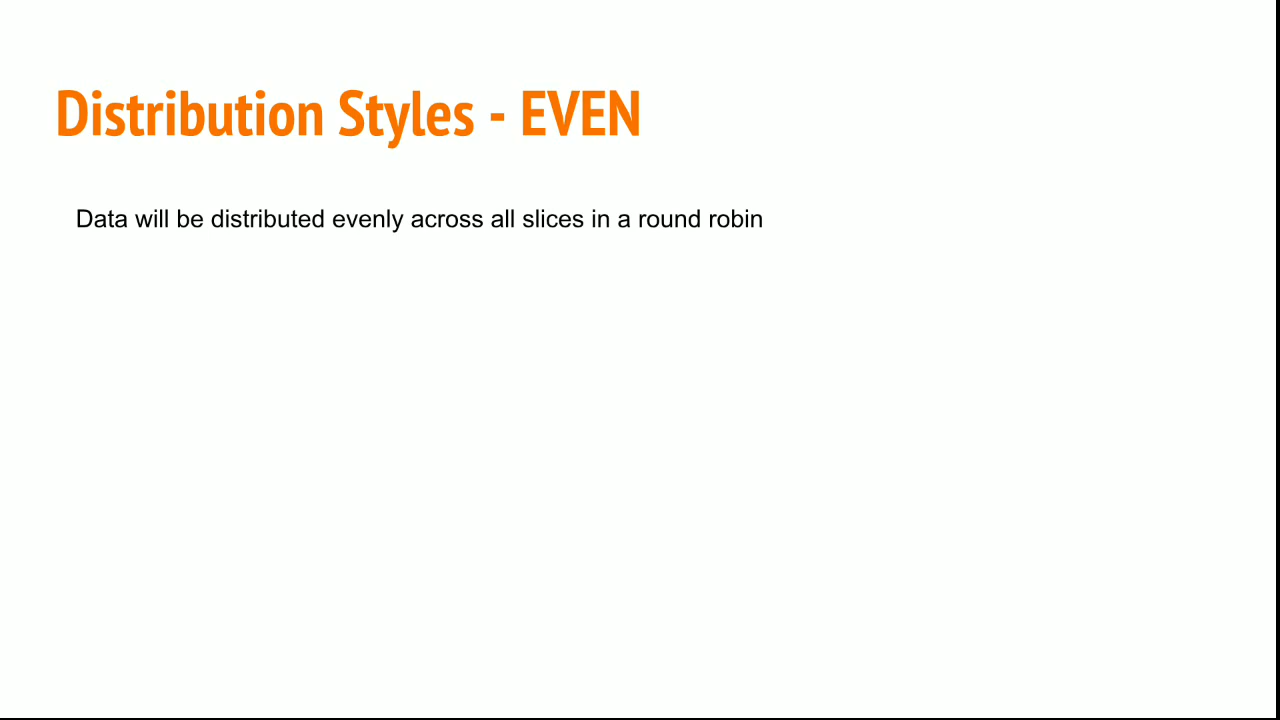 Distribution Styles - EVEN
Data will be distributed evenly across all slices in a round robin